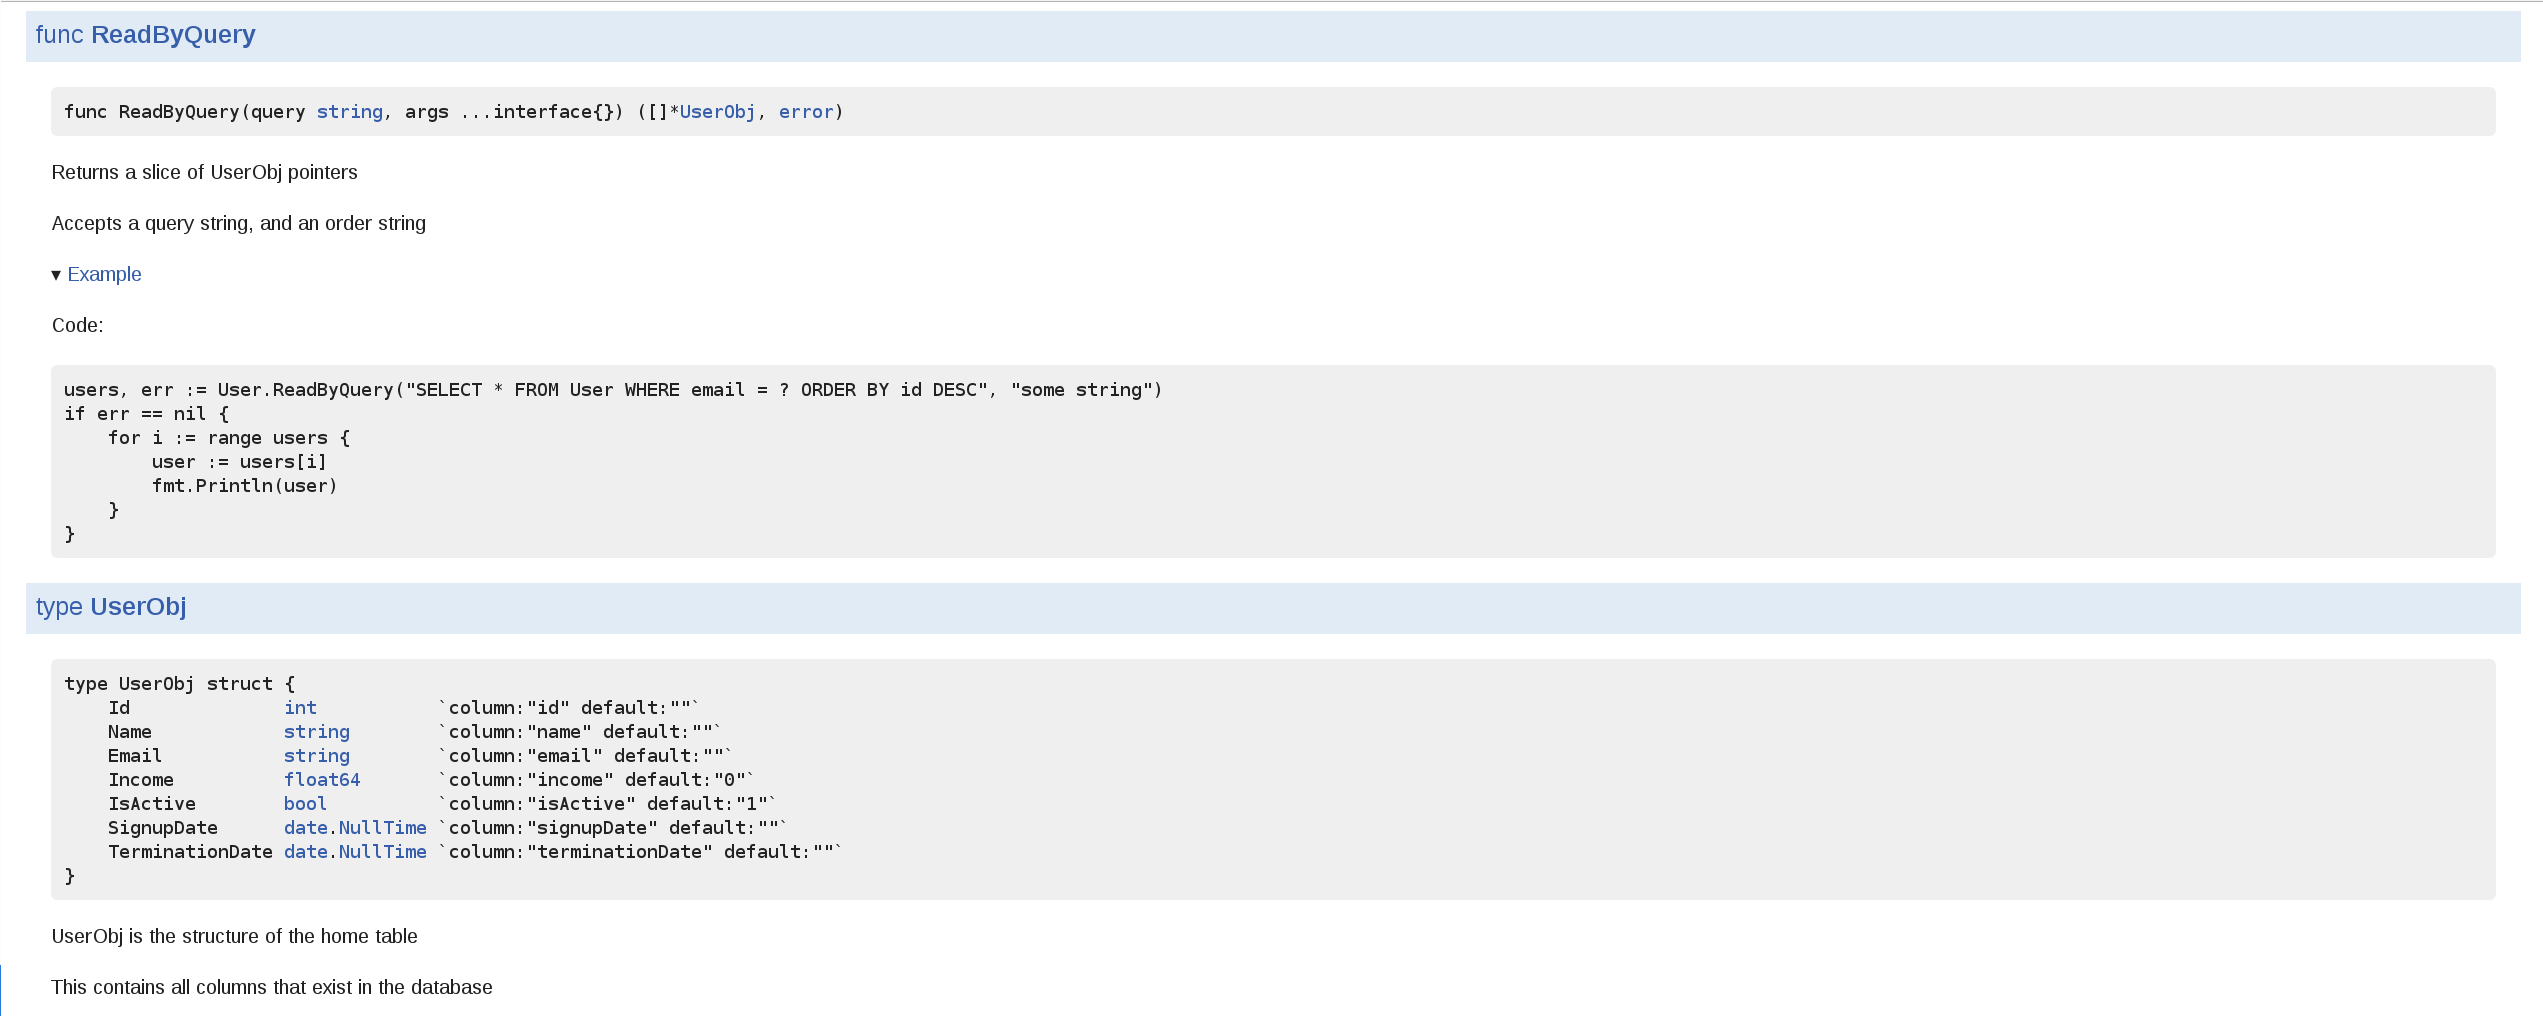 func ReadByQuery
func ReadByQuery(query string, args ...interface{}) ([]*UserObj, error)
Returns a slice of UserObj pointers
Accepts a query string, and an order string
▾ Example
Code:
users, err := User.ReadByQuery("SELECT * FROM User WHERE email = ? ORDER BY id DESC", "some string")
if err == nil {
    for i := range users {
        user := users[i]
        fmt.Println(user)
    }
}
type UserObj
type UserObj struct {
    Id              int           `column:"id" default:""`
    Name            string        `column:"name" default:""`
    Email           string        `column:"email" default:""`
    Income          float64       `column:"income" default:"0"`
    IsActive        bool          `column:"isActive" default:"1"`
    SignupDate      date.NullTime `column:"signupDate" default:""`
    TerminationDate date.NullTime `column:"terminationDate" default:""`
}
UserObj is the structure of the home table
This contains all columns that exist in the database